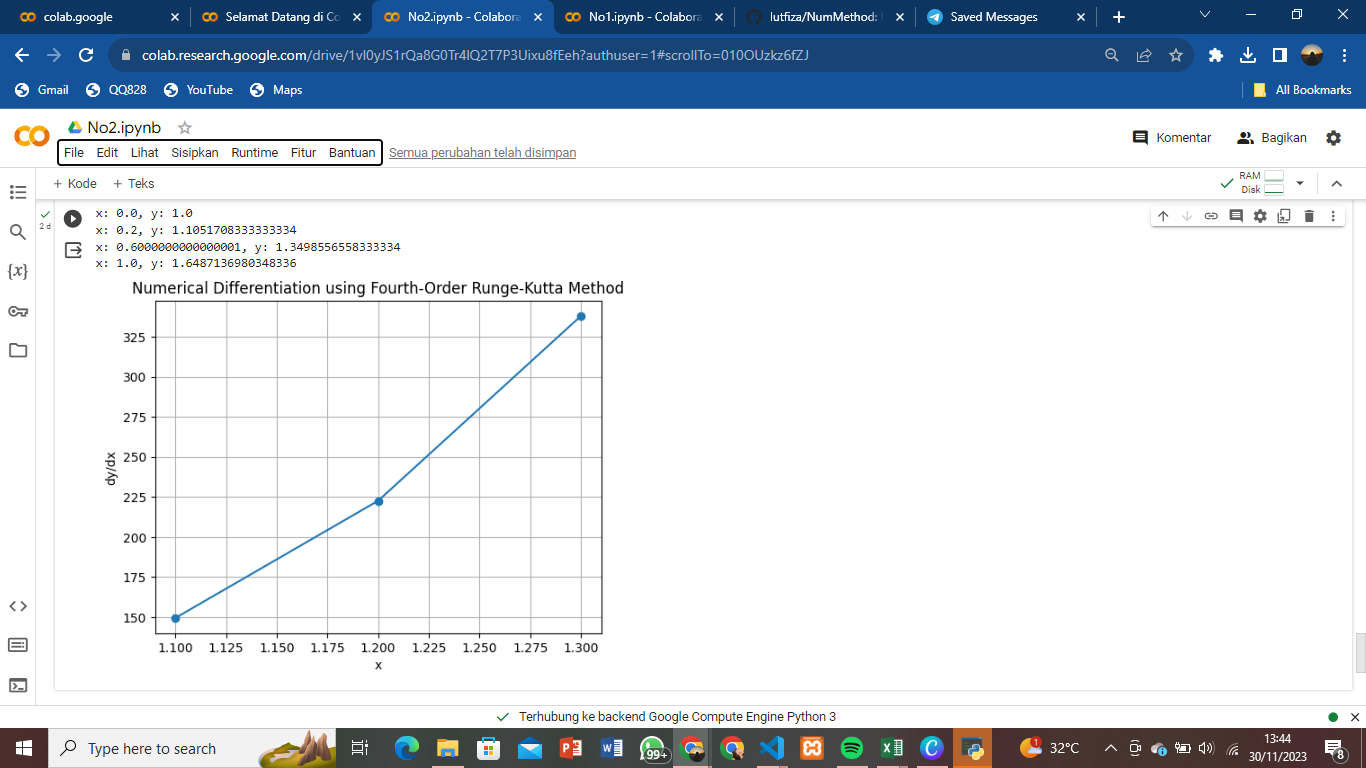 colab.google
Selamat Datang di Co
No2.ipynb - Colabora
No1.ipynb - Colabora
lutfiza/NumMethod:
Saved Messages
colab.research.google.com/drive/1vl0yJS1rQa8G0Tr4lQ2T7P3Uixu8fEeh?authuser=1#scrollTo=010OUzkz6fZJ
Gmail
QQ828
YouTube
Maps
All Bookmarks
No2.ipynb
Komentar
Bagikan
File Edit Lihat Sisipkan Runtime Fitur Bantuan Semua perubahan telah disimpan
+ Kode + Teks
RAM
Disk
2 d
x: 0.0, y: 1.0
x: 0.2, y: 1.1051708333333334
x: 0.6000000000000001, y: 1.3498556558333334
x: 1.0, y: 1.6487136980348336
{x}
Numerical Differentiation using Fourth-Order Runge-Kutta Method
325
300
275
250
225
200
175
150
dy/dx
1.100 1.125 1.150 1.175 1.200 1.225 1.250 1.275 1.300
x
Terhubung ke backend Google Compute Engine Python 3
Type here to search
99+
32°C
13:44
30/11/2023
8